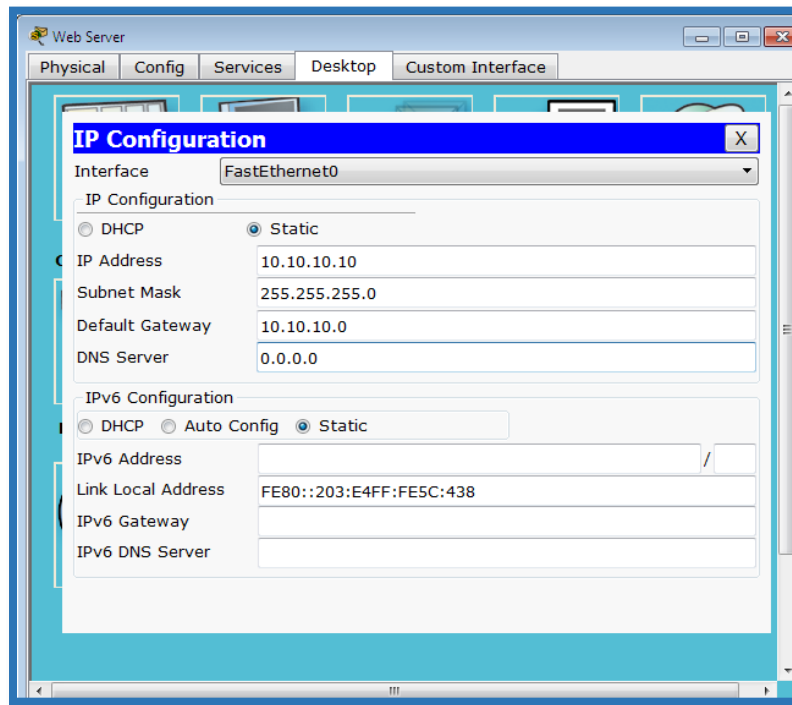 Web Server
Physical Config Services Desktop Custom Interface
IP Configuration X
Interface FastEthernet0
IP Configuration
DHCP Static
IP Address 10.10.10.10
Subnet Mask 255.255.255.0
Default Gateway 10.10.10.0
DNS Server 0.0.0.0
IPv6 Configuration
DHCP Auto Config Static
IPv6 Address /
Link Local Address FE80::203:E4FF:FE5C:438
IPv6 Gateway
IPv6 DNS Server